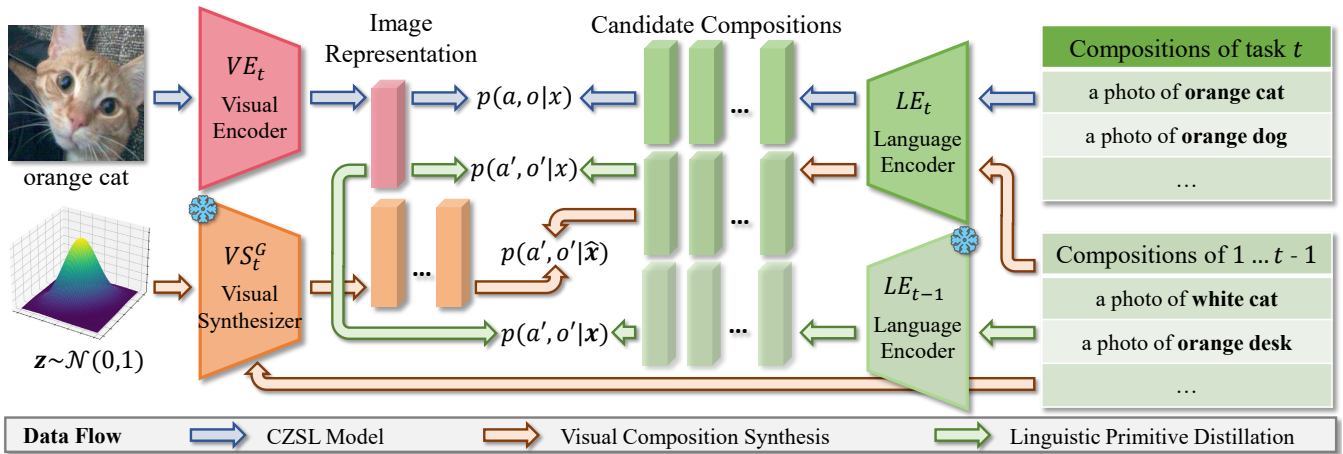 Image
Representation
Candidate Compositions
VE_t
Visual
Encoder
orange cat
p(a, o|x)
...
LE_t
Language
Encoder
Compositions of task t
a photo of orange cat
a photo of orange dog
...
p(a′, o′|x)
VS_t^G
Visual
Synthesizer
...
p(a′, o′|x̂)
...
z~𝒩(0,1)
p(a′, o′|x)
...
LE_{t−1}
Language
Encoder
Compositions of 1 … t - 1
a photo of white cat
a photo of orange desk
...
Data Flow
CZSL Model
Visual Composition Synthesis
Linguistic Primitive Distillation